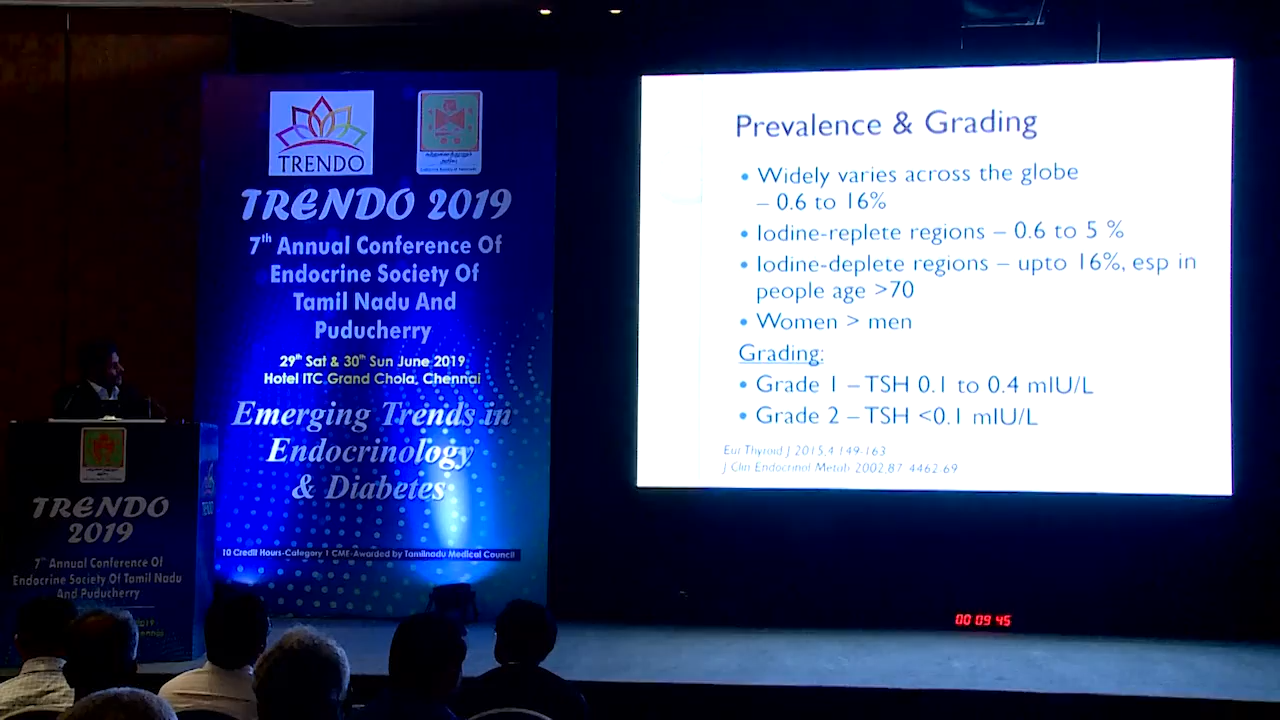 TRENDO
TRENDO 2019
7th Annual Conference Of
Endocrine Society Of
Tamil Nadu And
Puducherry
29th Sat & 30th Sun June 2019
Hotel ITC Grand Chola, Chennai
Emerging Trends in
Endocrinology
& Diabetes
10 Credit Hours-Category 1 CME-Awarded by Tamilnadu Medical Council
Prevalence & Grading
• Widely varies across the globe
– 0.6 to 16%
• Iodine-replete regions – 0.6 to 5 %
• Iodine-deplete regions – upto 16%, esp in
people age >70
• Women > men
Grading:
• Grade 1 – TSH 0.1 to 0.4 mIU/L
• Grade 2 – TSH <0.1 mIU/L
Eur Thyroid J 2015;4:149-163
J Clin Endocrinol Metab 2002;87:4462-69
TRENDO
2019
7th Annual Conference Of
Endocrine Society Of Tamil Nadu
And Puducherry
00 09 45